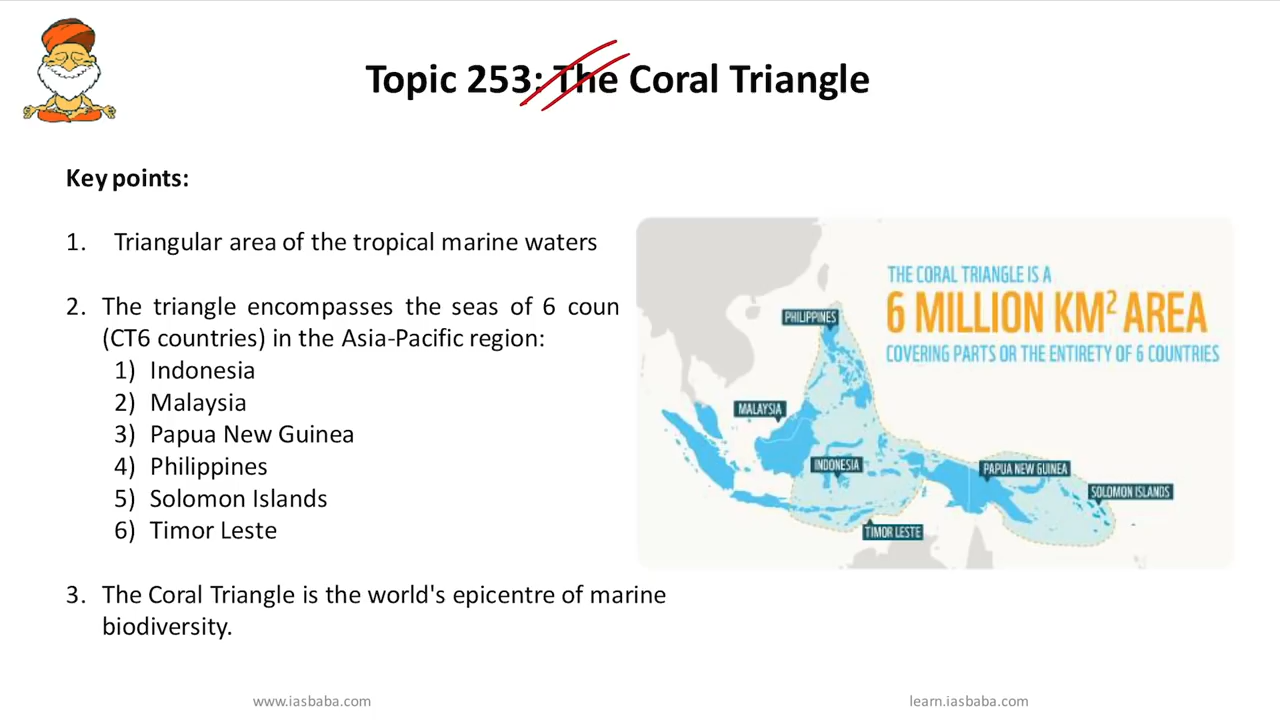 Topic 253: The Coral Triangle
Key points:
1. Triangular area of the tropical marine waters
2. The triangle encompasses the seas of 6 coun
(CT6 countries) in the Asia-Pacific region:
1) Indonesia
2) Malaysia
3) Papua New Guinea
4) Philippines
5) Solomon Islands
6) Timor Leste
3. The Coral Triangle is the world's epicentre of marine
biodiversity.
THE CORAL TRIANGLE IS A
6 MILLION KM² AREA
COVERING PARTS OR THE ENTIRETY OF 6 COUNTRIES
PHILIPPINES
MALAYSIA
INDONESIA
PAPUA NEW GUINEA
SOLOMON ISLANDS
TIMOR LESTE
www.iasbaba.com
learn.iasbaba.com